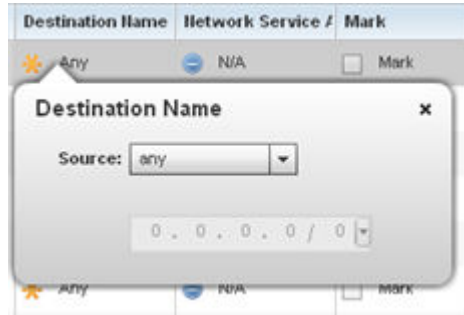 Destination Name Network Service A Mark
Any N/A Mark
Destination Name ×
Source: any
0 . 0 . 0 . 0 / 0
Any N/A Mark